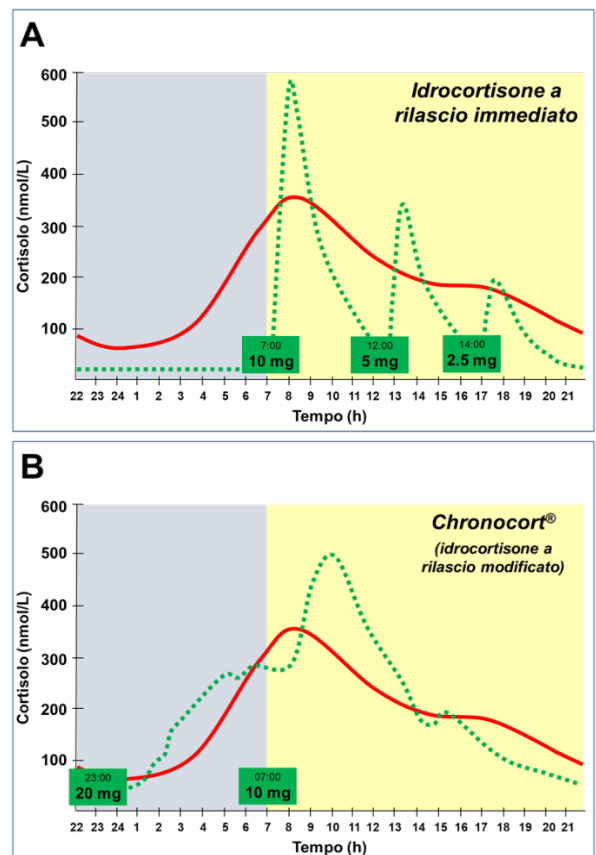 A
Idrocortisone a
rilascio immediato
Cortisolo (nmol/L)
600
500
400
300
200
100
7:00
10 mg
12:00
5 mg
14:00
2.5 mg
22 23 24 1 2 3 4 5 6 7 8 9 10 11 12 13 14 15 16 17 18 19 20 21
Tempo (h)
B
Chronocort®
(idrocortisone a
rilascio modificato)
Cortisolo (nmol/L)
600
500
400
300
200
100
23:00
20 mg
07:00
10 mg
22 23 24 1 2 3 4 5 6 7 8 9 10 11 12 13 14 15 16 17 18 19 20 21
Tempo (h)